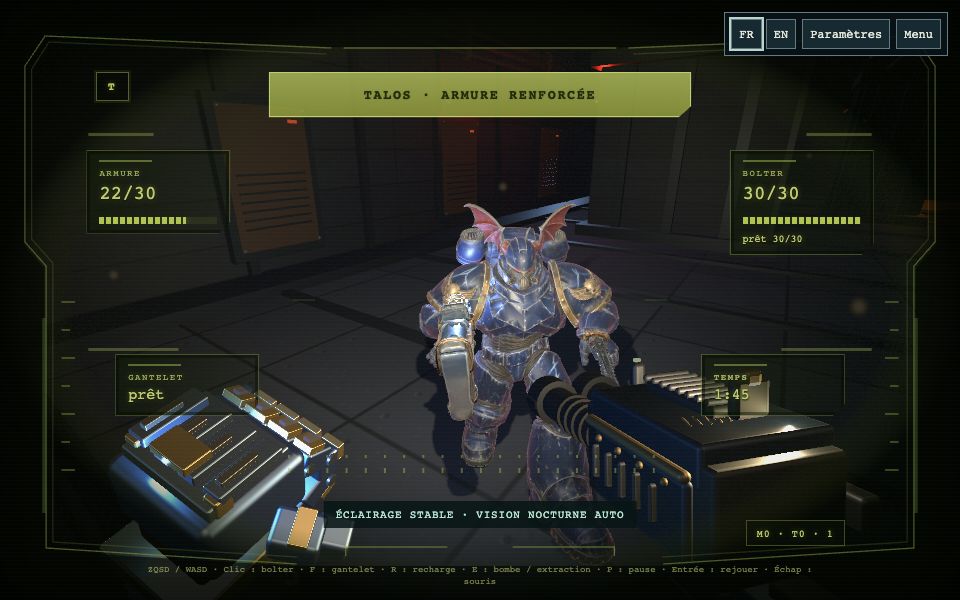 FR EN Paramètres Menu
T
TALOS · ARMURE RENFORCÉE
ARMURE
22/30
BOLTER
30/30
prêt 30/30
GANTELET
prêt
TEMPS
1:45
ÉCLAIRAGE STABLE · VISION NOCTURNE AUTO
M0 · T0 · 1
ZQSD / WASD · Clic : bolter · F : gantelet · R : recharge · E : bombe / extraction · P : pause · Entrée : rejouer · Échap :
souris